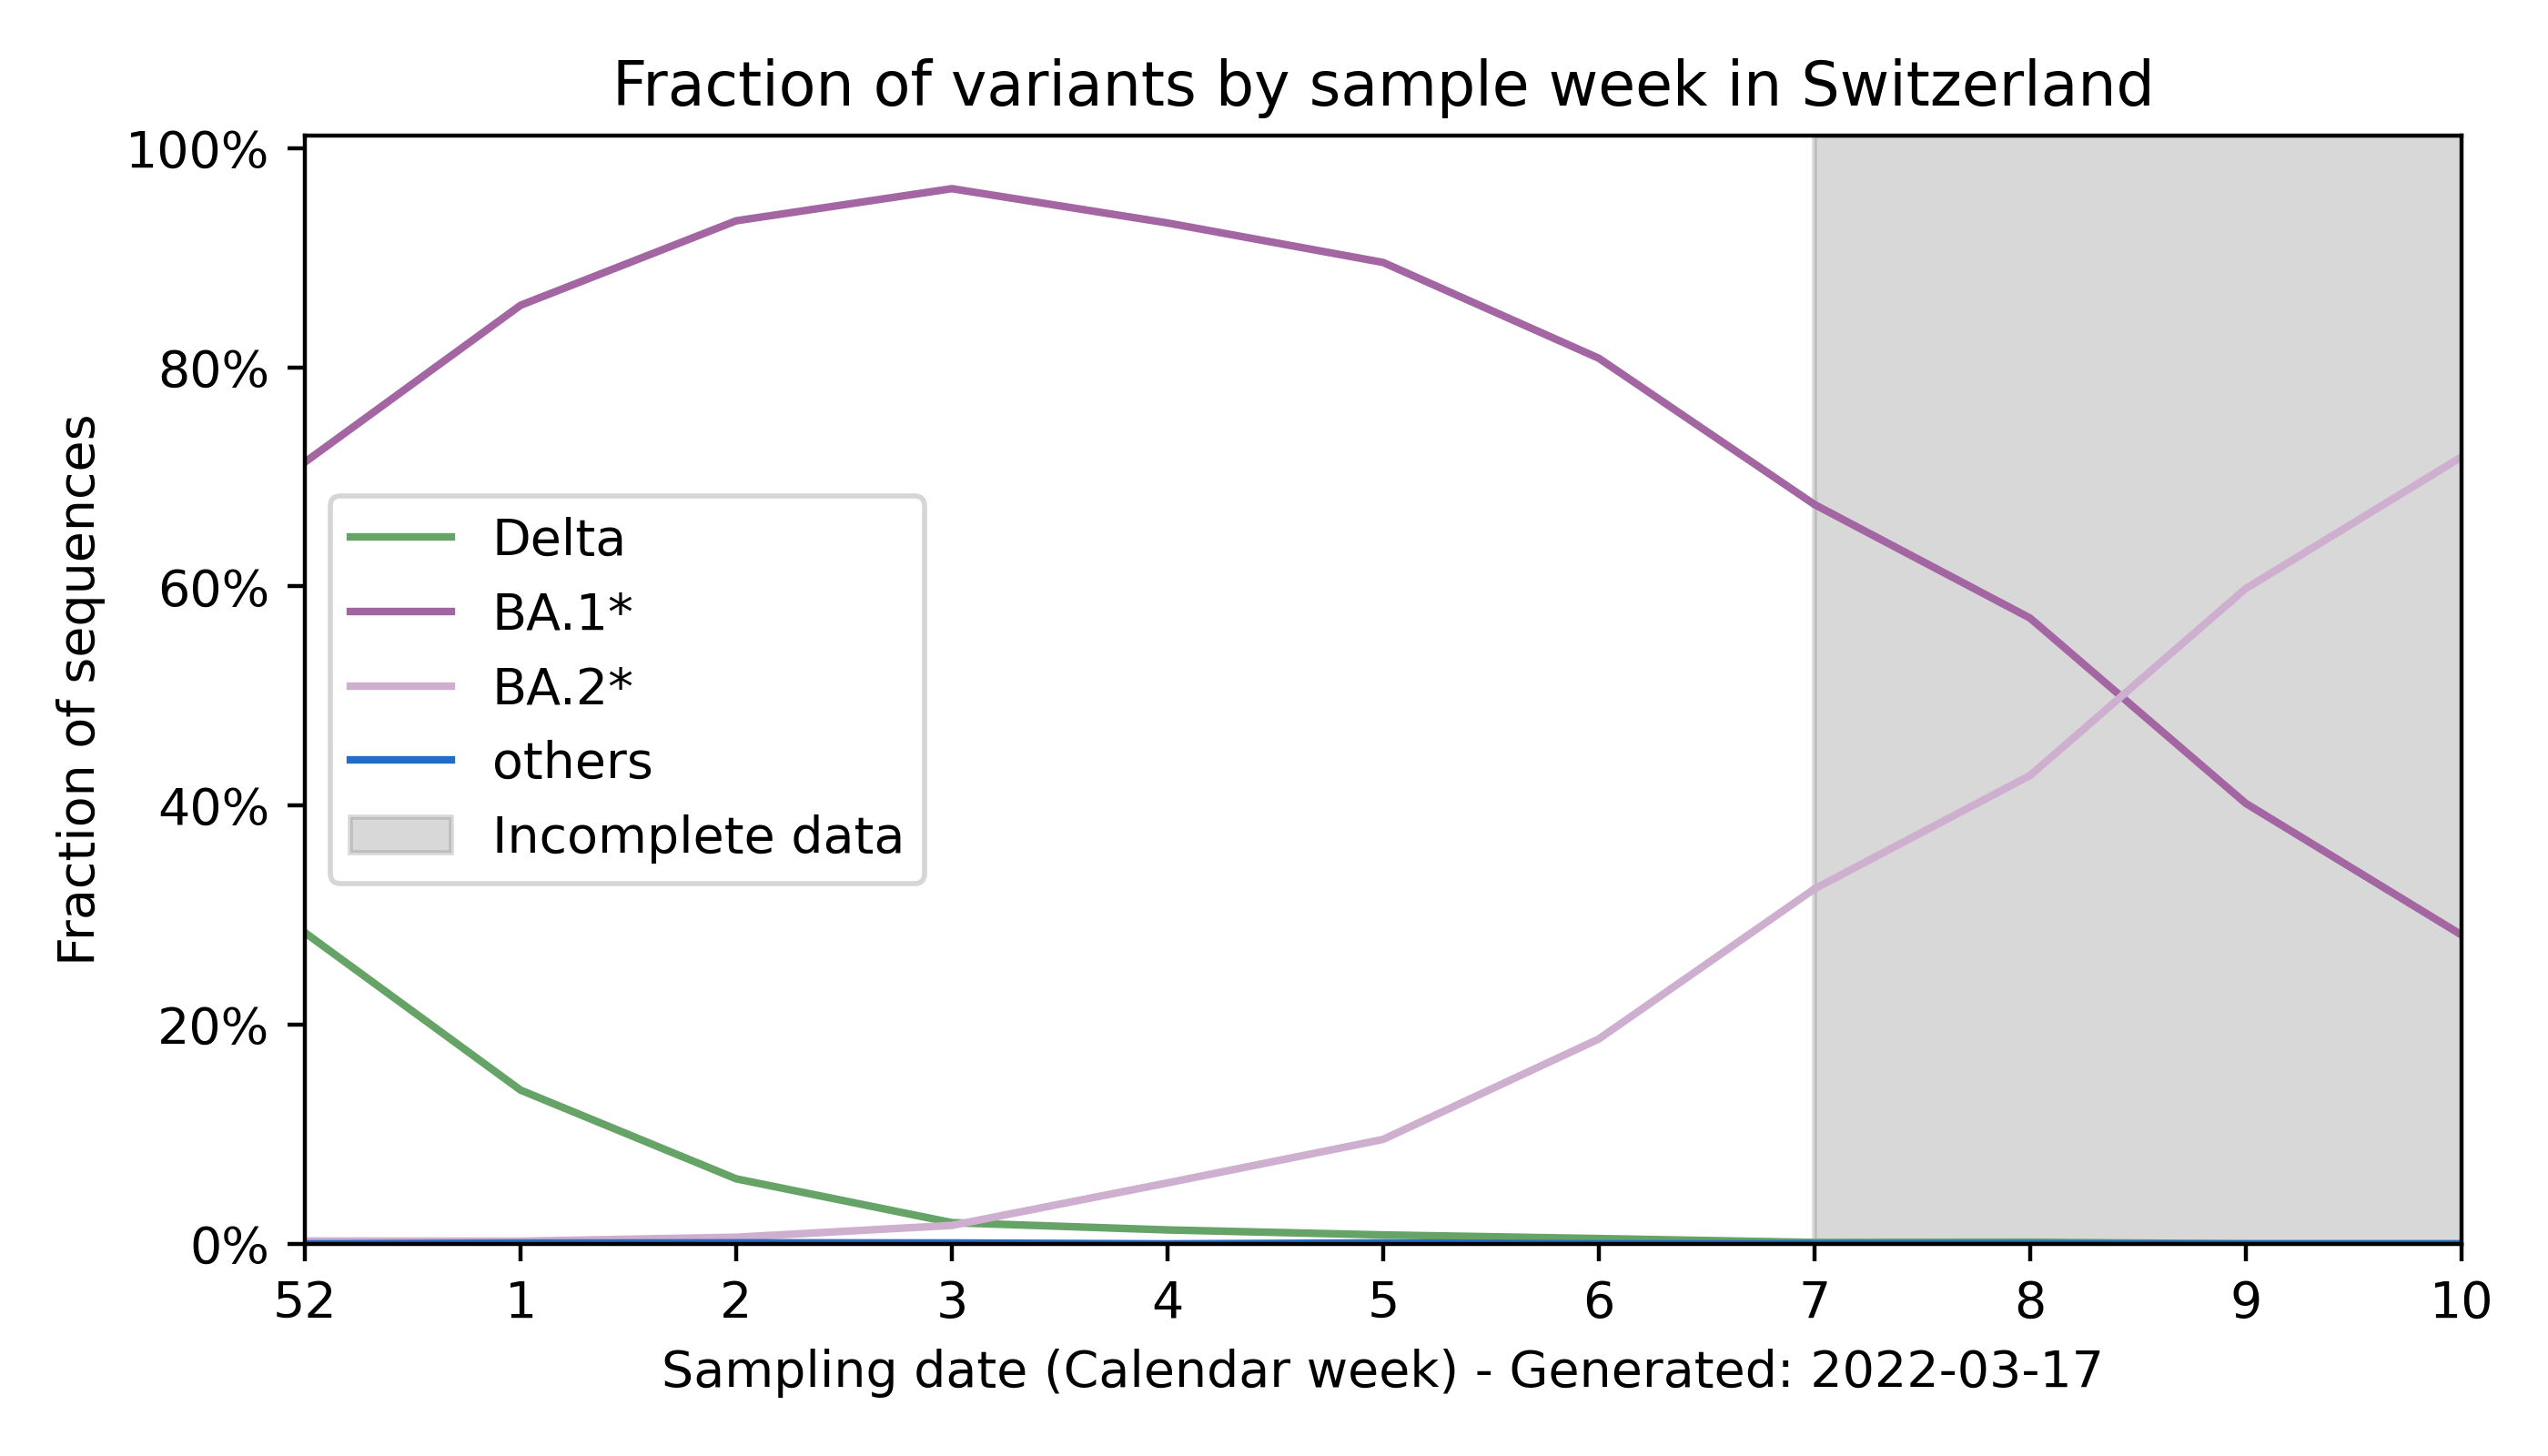 Fraction of variants by sample week in Switzerland
Fraction of sequences
100%
80%
60%
40%
20%
0%
Delta
BA.1*
BA.2*
others
Incomplete data
52 1 2 3 4 5 6 7 8 9 10
Sampling date (Calendar week) - Generated: 2022-03-17